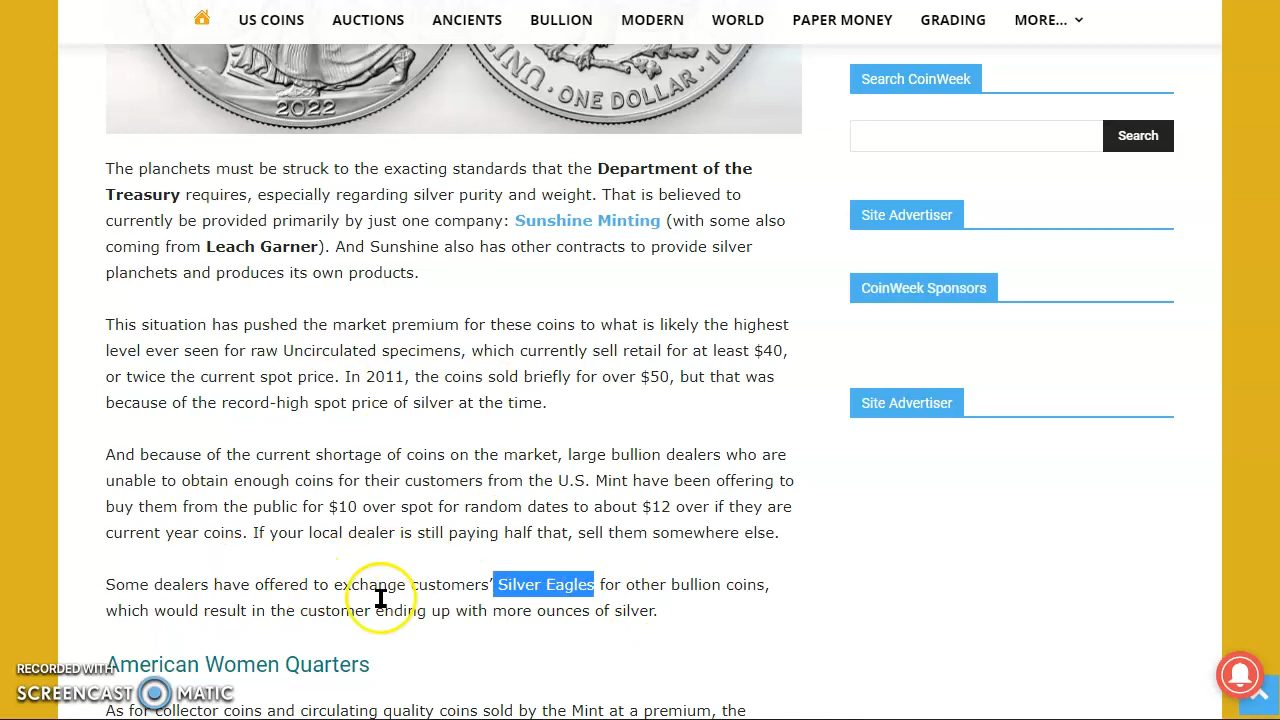 US COINS AUCTIONS ANCIENTS BULLION MODERN WORLD PAPER MONEY GRADING MORE...
2022
UNI
ONE DOLLAR
1 O
Search CoinWeek
Search
The planchets must be struck to the exacting standards that the Department of the
Treasury requires, especially regarding silver purity and weight. That is believed to
currently be provided primarily by just one company: Sunshine Minting (with some also
coming from Leach Garner). And Sunshine also has other contracts to provide silver
planchets and produces its own products.
Site Advertiser
CoinWeek Sponsors
This situation has pushed the market premium for these coins to what is likely the highest
level ever seen for raw Uncirculated specimens, which currently sell retail for at least $40,
or twice the current spot price. In 2011, the coins sold briefly for over $50, but that was
because of the record-high spot price of silver at the time.
Site Advertiser
And because of the current shortage of coins on the market, large bullion dealers who are
unable to obtain enough coins for their customers from the U.S. Mint have been offering to
buy them from the public for $10 over spot for random dates to about $12 over if they are
current year coins. If your local dealer is still paying half that, sell them somewhere else.
Some dealers have offered to exchange customers’ Silver Eagles for other bullion coins,
which would result in the customer ending up with more ounces of silver.
American Women Quarters
RECORDED WITH
SCREENCAST MATIC
As for collector coins and circulating quality coins sold by the Mint at a premium, the